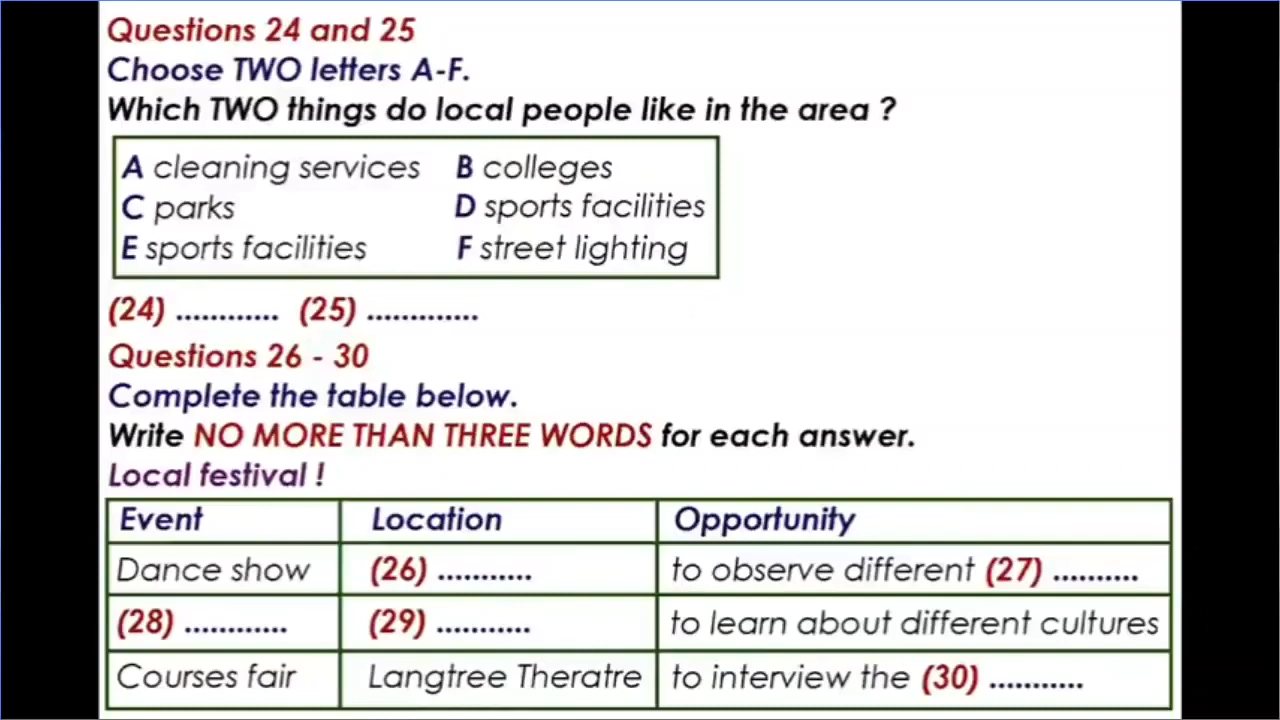 Questions 24 and 25
Choose TWO letters A-F.
Which TWO things do local people like in the area ?
A cleaning services B colleges
C parks D sports facilities
E sports facilities F street lighting
(24) ............ (25) .............
Questions 26 - 30
Complete the table below.
Write NO MORE THAN THREE WORDS for each answer.
Local festival !
Event Location Opportunity
Dance show (26) ........... to observe different (27) ..........
(28) ............ (29) ........... to learn about different cultures
Courses fair Langtree Theratre to interview the (30) ...........